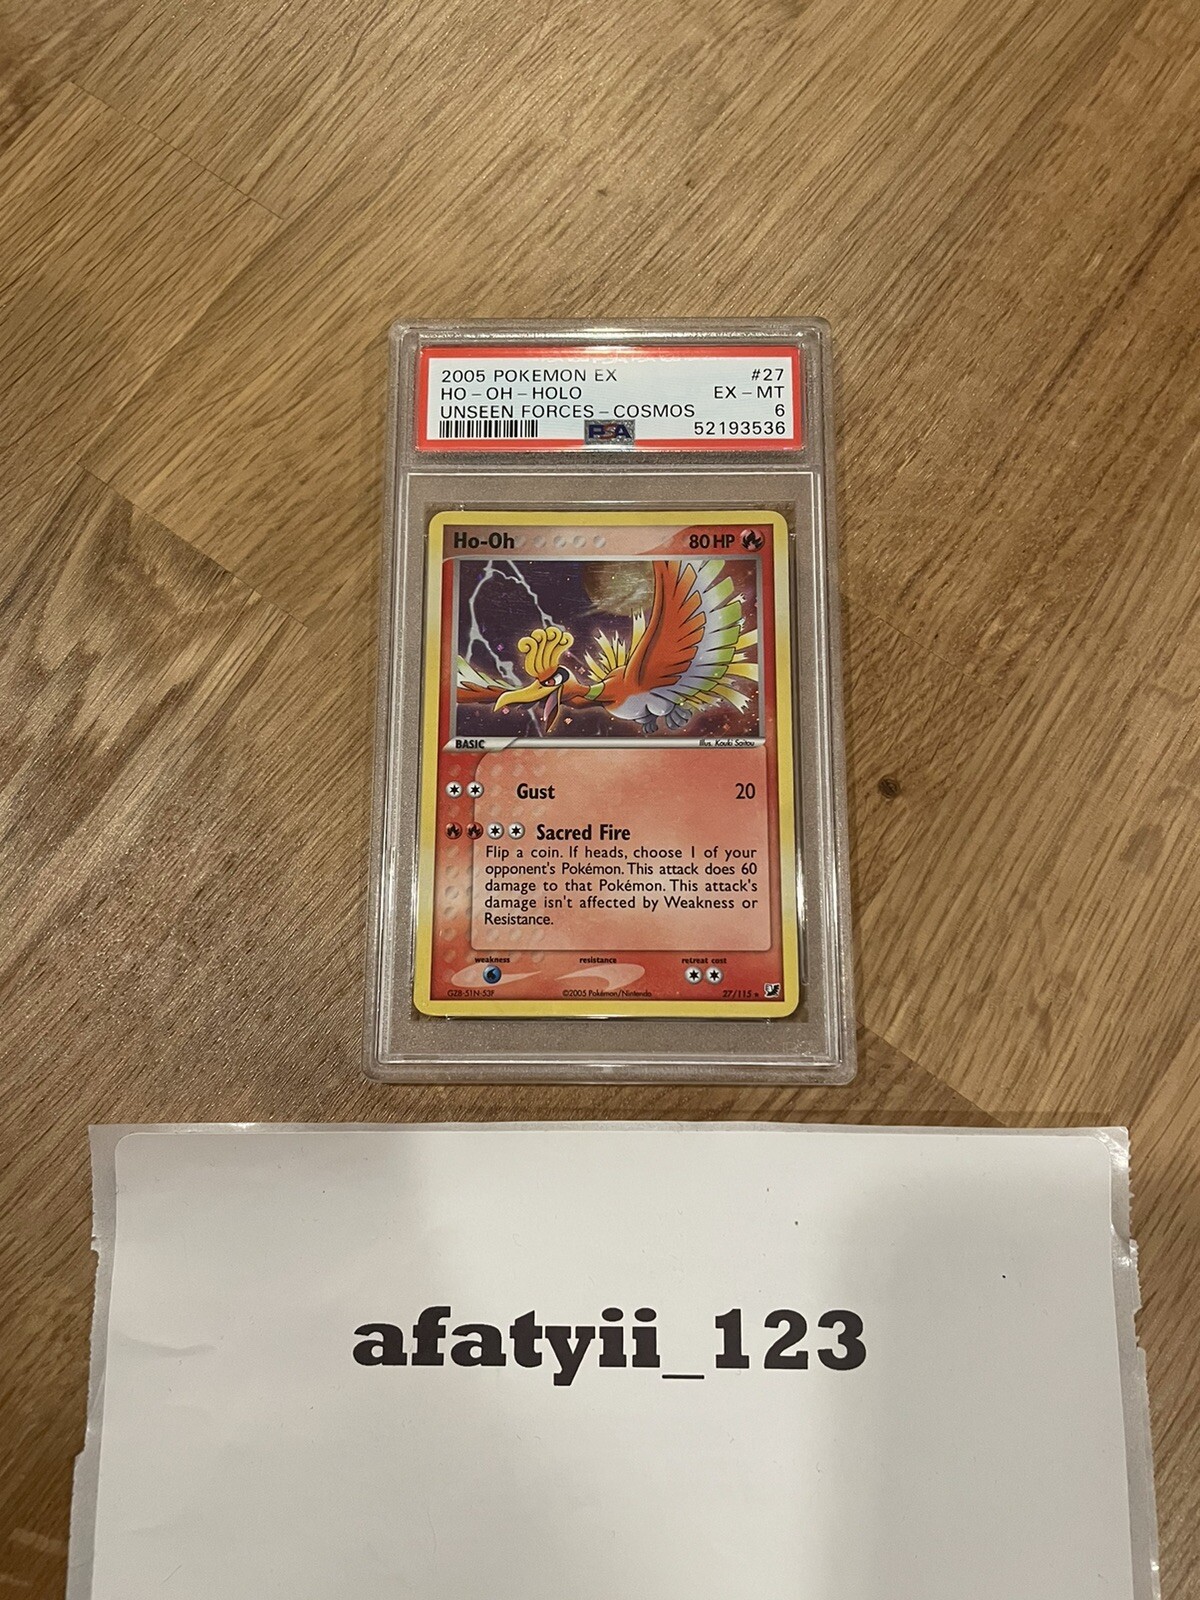 2005 POKEMON EX #27
HO-OH-HOLO EX-MT
UNSEEN FORCES-COSMOS 6
PSA 52193536
Ho-Oh 80 HP
BASIC Illus. Kouki Saitou
Gust 20
Sacred Fire
Flip a coin. If heads, choose 1 of your
opponent's Pokémon. This attack does 60
damage to that Pokémon. This attack's
damage isn't affected by Weakness or
Resistance.
weakness resistance retreat cost
GZB-51N-53P ©2005 Pokémon/Nintendo 27/115
afatyii_123